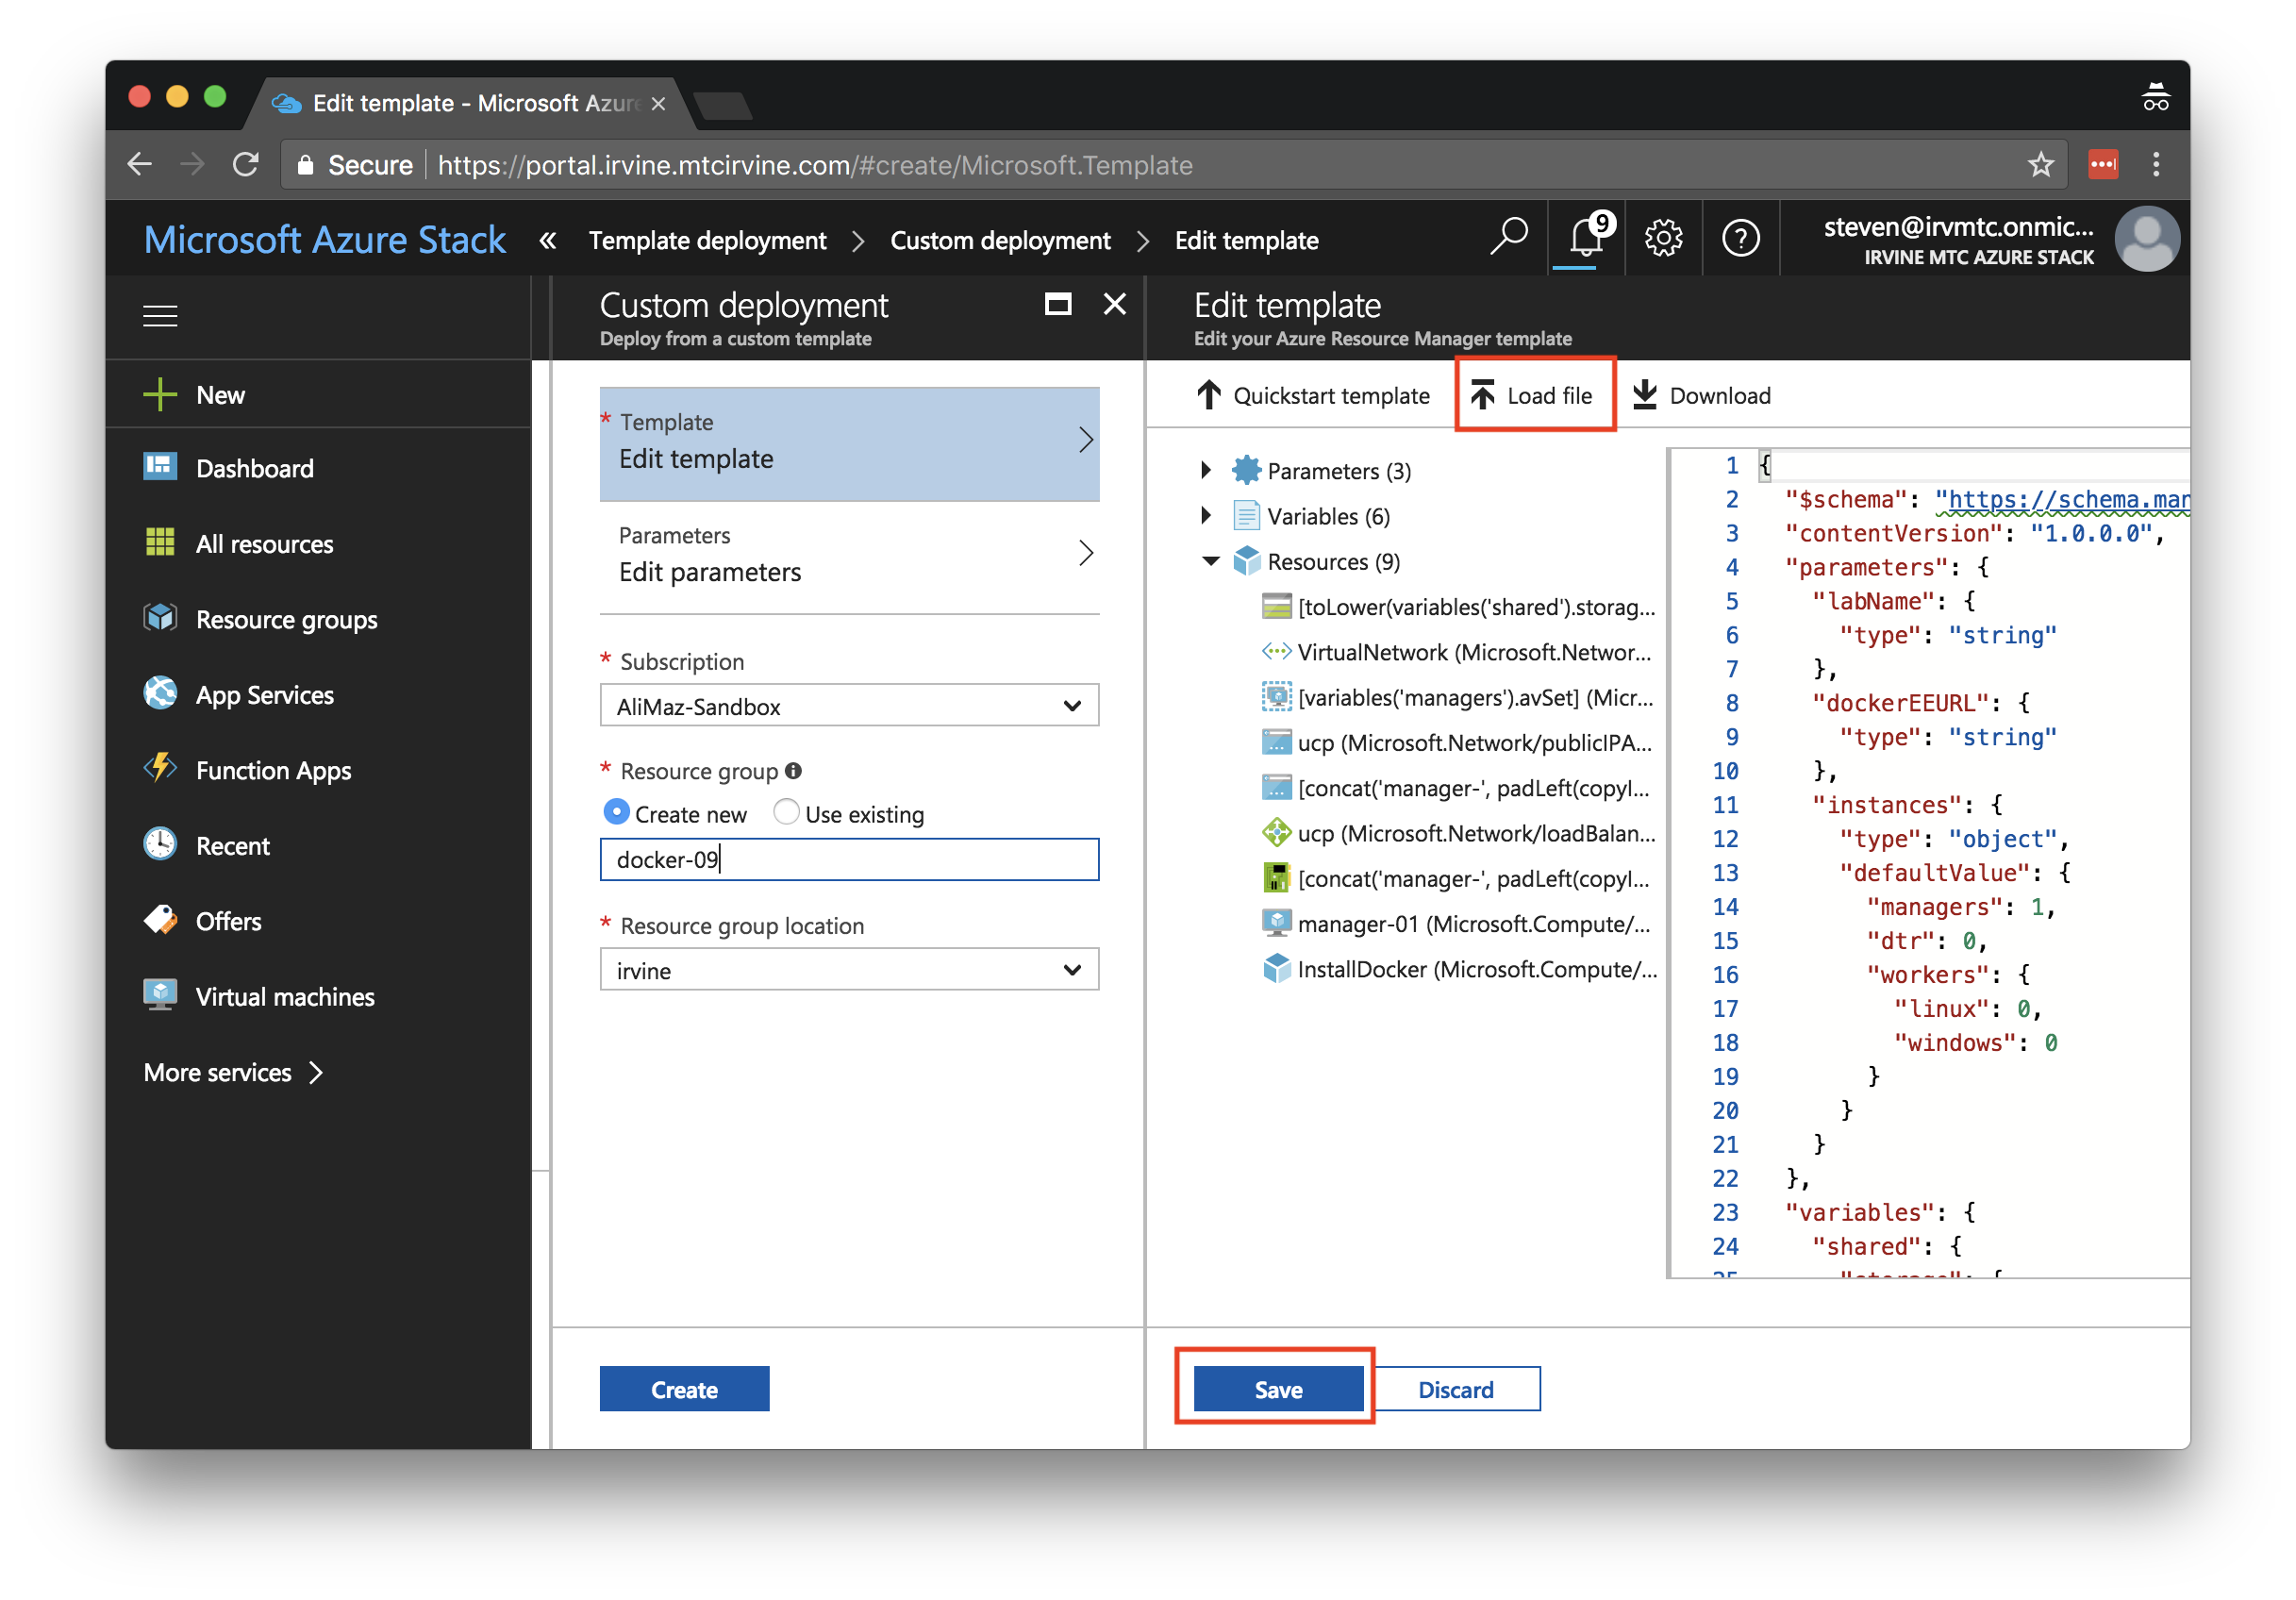 Edit template - Microsoft Azure
Secure
https://portal.irvine.mtcirvine.com/#create/Microsoft.Template
Microsoft Azure Stack
«
Template deployment > Custom deployment > Edit template
9
steven@irvmtc.onmic...
IRVINE MTC AZURE STACK
New
Dashboard
All resources
Resource groups
App Services
Function Apps
Recent
Offers
Virtual machines
More services >
Custom deployment
Deploy from a custom template
* Template
Edit template
Parameters
Edit parameters
* Subscription
AliMaz-Sandbox
* Resource group
Create new
Use existing
docker-09
* Resource group location
irvine
Create
Edit template
Edit your Azure Resource Manager template
Quickstart template
Load file
Download
Parameters (3)
Variables (6)
Resources (9)
[toLower(variables('shared').storag...
VirtualNetwork (Microsoft.Networ...
[variables('managers').avSet] (Micr...
ucp (Microsoft.Network/publicIPA...
[concat('manager-', padLeft(copyI...
ucp (Microsoft.Network/loadBalan...
[concat('manager-', padLeft(copyI...
manager-01 (Microsoft.Compute/...
InstallDocker (Microsoft.Compute/...
1 {
2 "$schema": "https://schema.man
3 "contentVersion": "1.0.0.0",
4 "parameters": {
5 "labName": {
6 "type": "string"
7 },
8 "dockerEEURL": {
9 "type": "string"
10 },
11 "instances": {
12 "type": "object",
13 "defaultValue": {
14 "managers": 1,
15 "dtr": 0,
16 "workers": {
17 "linux": 0,
18 "windows": 0
19 }
20 }
21 }
22 },
23 "variables": {
24 "shared": {
25 "storage": {
Save
Discard